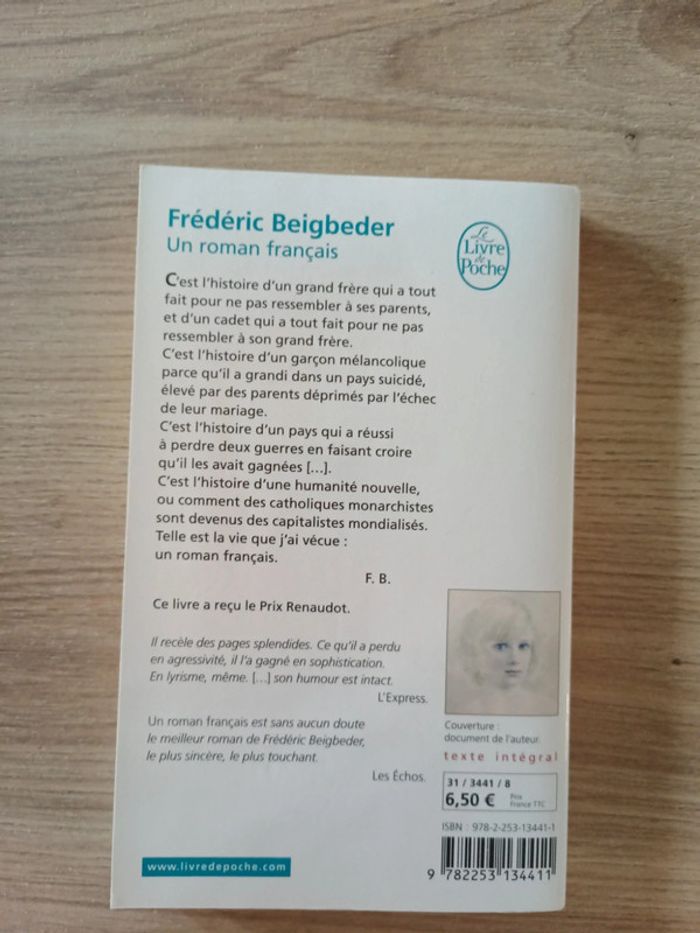 Frédéric Beigbeder
Un roman français
Le
Livre
de
Poche
C'est l'histoire d'un grand frère qui a tout
fait pour ne pas ressembler à ses parents,
et d'un cadet qui a tout fait pour ne pas
ressembler à son grand frère.
C'est l'histoire d'un garçon mélancolique
parce qu'il a grandi dans un pays suicidé,
élevé par des parents déprimés par l'échec
de leur mariage.
C'est l'histoire d'un pays qui a réussi
à perdre deux guerres en faisant croire
qu'il les avait gagnées [...].
C'est l'histoire d'une humanité nouvelle,
ou comment des catholiques monarchistes
sont devenus des capitalistes mondialisés.
Telle est la vie que j'ai vécue :
un roman français.
F. B.
Ce livre a reçu le Prix Renaudot.
Il recèle des pages splendides. Ce qu'il a perdu
en agressivité, il l'a gagné en sophistication.
En lyrisme, même. [...] son humour est intact.
L'Express.
Un roman français est sans aucun doute
le meilleur roman de Frédéric Beigbeder,
le plus sincère, le plus touchant.
Les Échos.
www.livredepoche.com
Couverture :
document de l'auteur.
texte intégral
31 / 3441 / 8
6,50 €
Prix
France TTC
ISBN : 978-2-253-13441-1
9 782253 134411